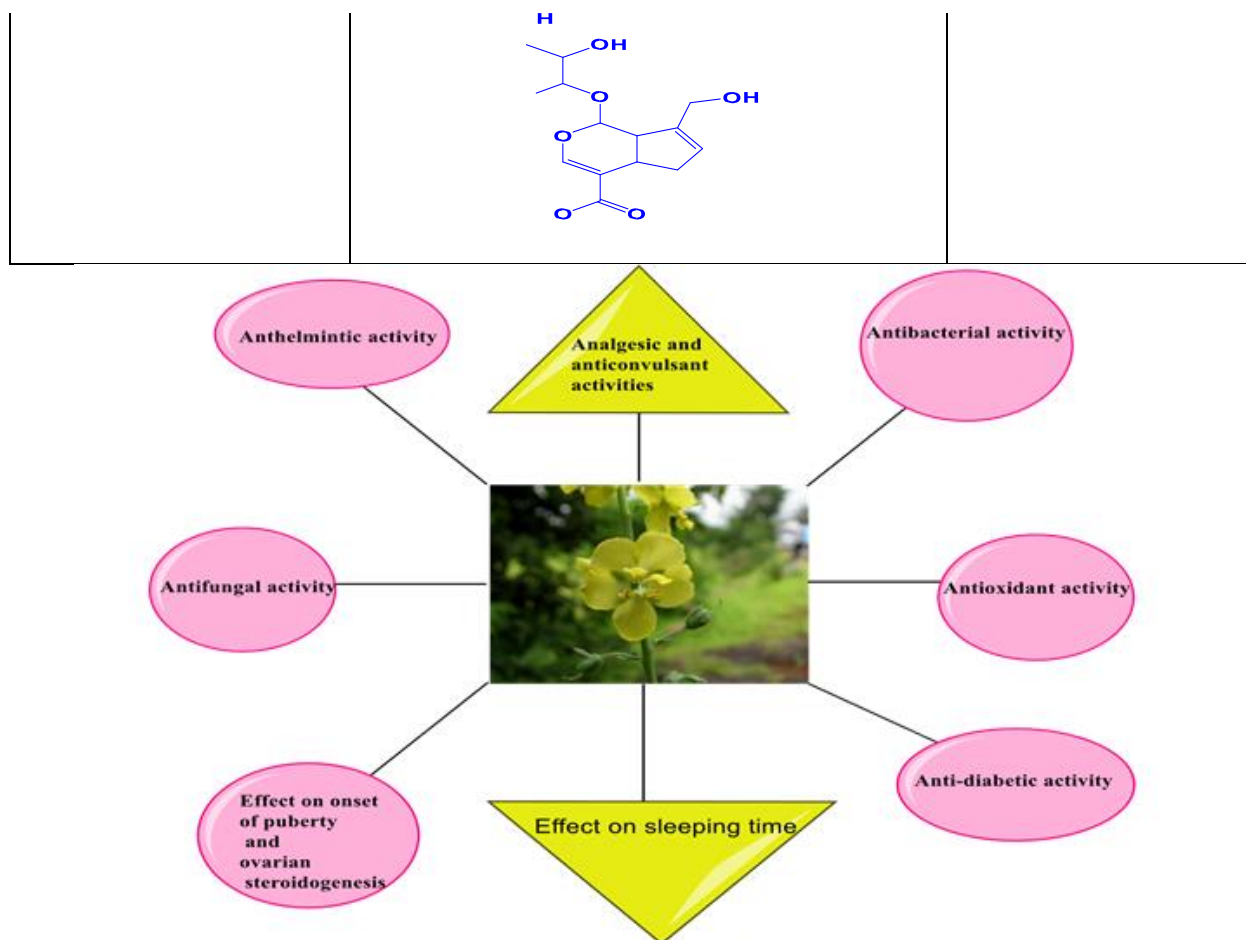 H
OH
O
OH
O
O
O
Anthelmintic activity
Analgesic and
anticonvulsant
activities
Antibacterial activity
Antifungal activity
Antioxidant activity
Effect on onset
of puberty
and
ovarian
steroidogenesis
Effect on sleeping time
Anti-diabetic activity